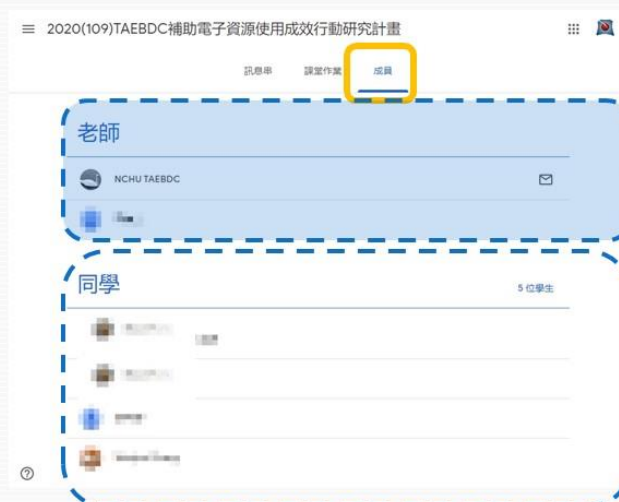 2020(109)TAEBDC補助電子資源使用成效行動研究計畫
訊息串 課堂作業 成員
老師
NCHU TAEBDC
同學
5 位學生